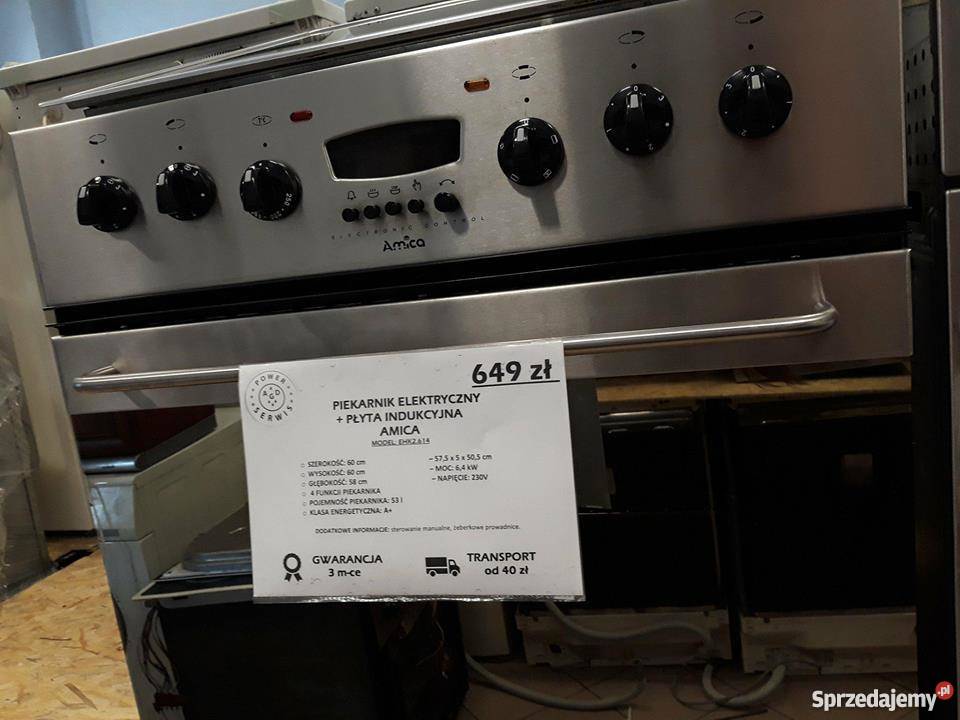 250
ELECTRONIC CONTROL
Amica
POWER
AGD
SERWIS
649 zł
PIEKARNIK ELEKTRYCZNY
+ PŁYTA INDUKCYJNA
AMICA
MODEL: EHK2.614
○ SZEROKOŚĆ: 60 cm
○ WYSOKOŚĆ: 60 cm
○ GŁĘBOKOŚĆ: 58 cm
○ 4 FUNKCJI PIEKARNIKA
○ POJEMNOŚĆ PIEKARNIKA: 53 l
○ KLASA ENERGETYCZNA: A+
– 57,5 x 5 x 50,5 cm
– MOC: 6,4 kW
– NAPIĘCIE: 230V
DODATKOWE INFORMACJE: sterowanie manualne, żeberkowe prowadnice.
GWARANCJA
3 m-ce
TRANSPORT
od 40 zł
Sprzedajemy.pl